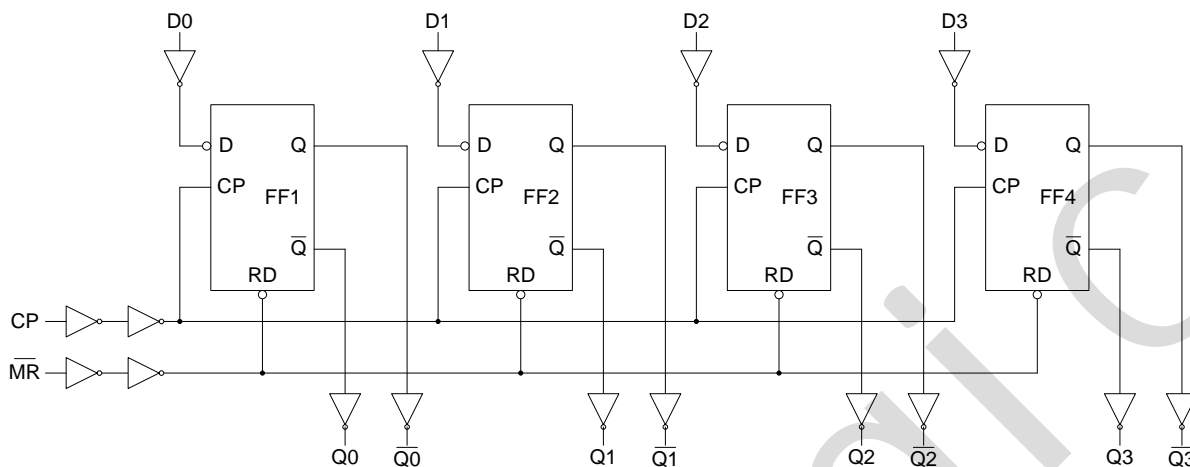 D0 D1 D2 D3
D Q D Q D Q D Q
CP CP CP CP
FF1 FF2 FF3 FF4
Q̅ Q̅ Q̅ Q̅
RD RD RD RD
CP
M̅R̅
Q0 Q̅0̅ Q1 Q̅1̅ Q2 Q̅2̅ Q3 Q̅3̅